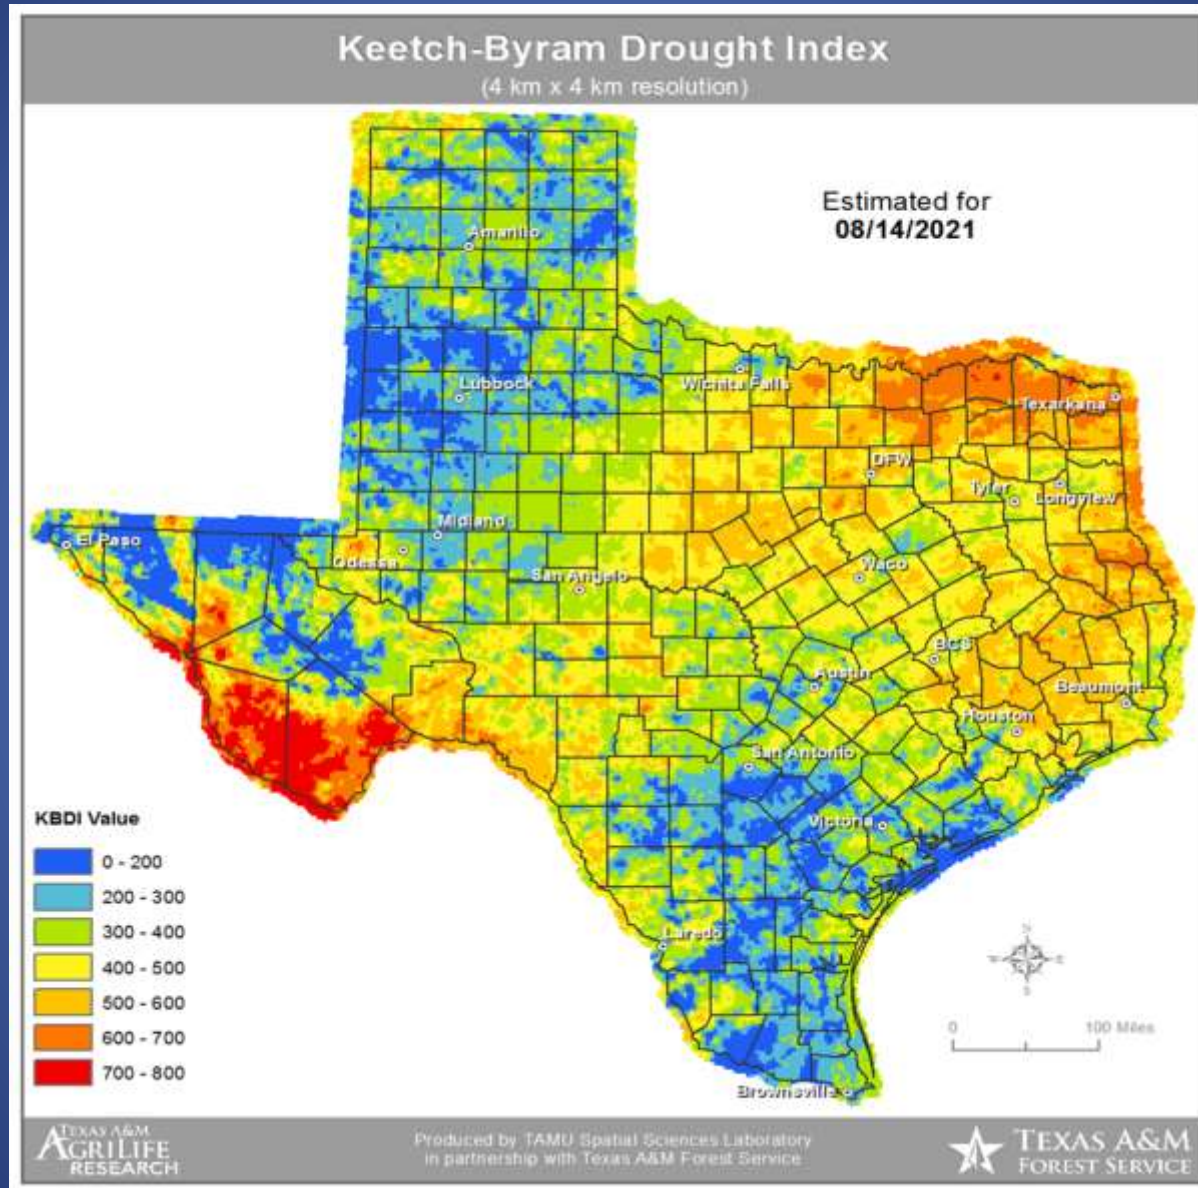 Keetch-Byram Drought Index
(4 km x 4 km resolution)
Estimated for
08/14/2021
Amarillo
Lubbock
Wichita Falls
Texarkana
DFW
Tyler
Longview
Midland
El Paso
Odessa
San Angelo
Waco
BCS
Austin
Beaumont
Houston
San Antonio
Victoria
Laredo
Brownsville
KBDI Value
0 - 200
200 - 300
300 - 400
400 - 500
500 - 600
600 - 700
700 - 800
0 100 Miles
TEXAS A&M
AGRILIFE
RESEARCH
Produced by TAMU Spatial Sciences Laboratory
in partnership with Texas A&M Forest Service
TEXAS A&M
FOREST SERVICE